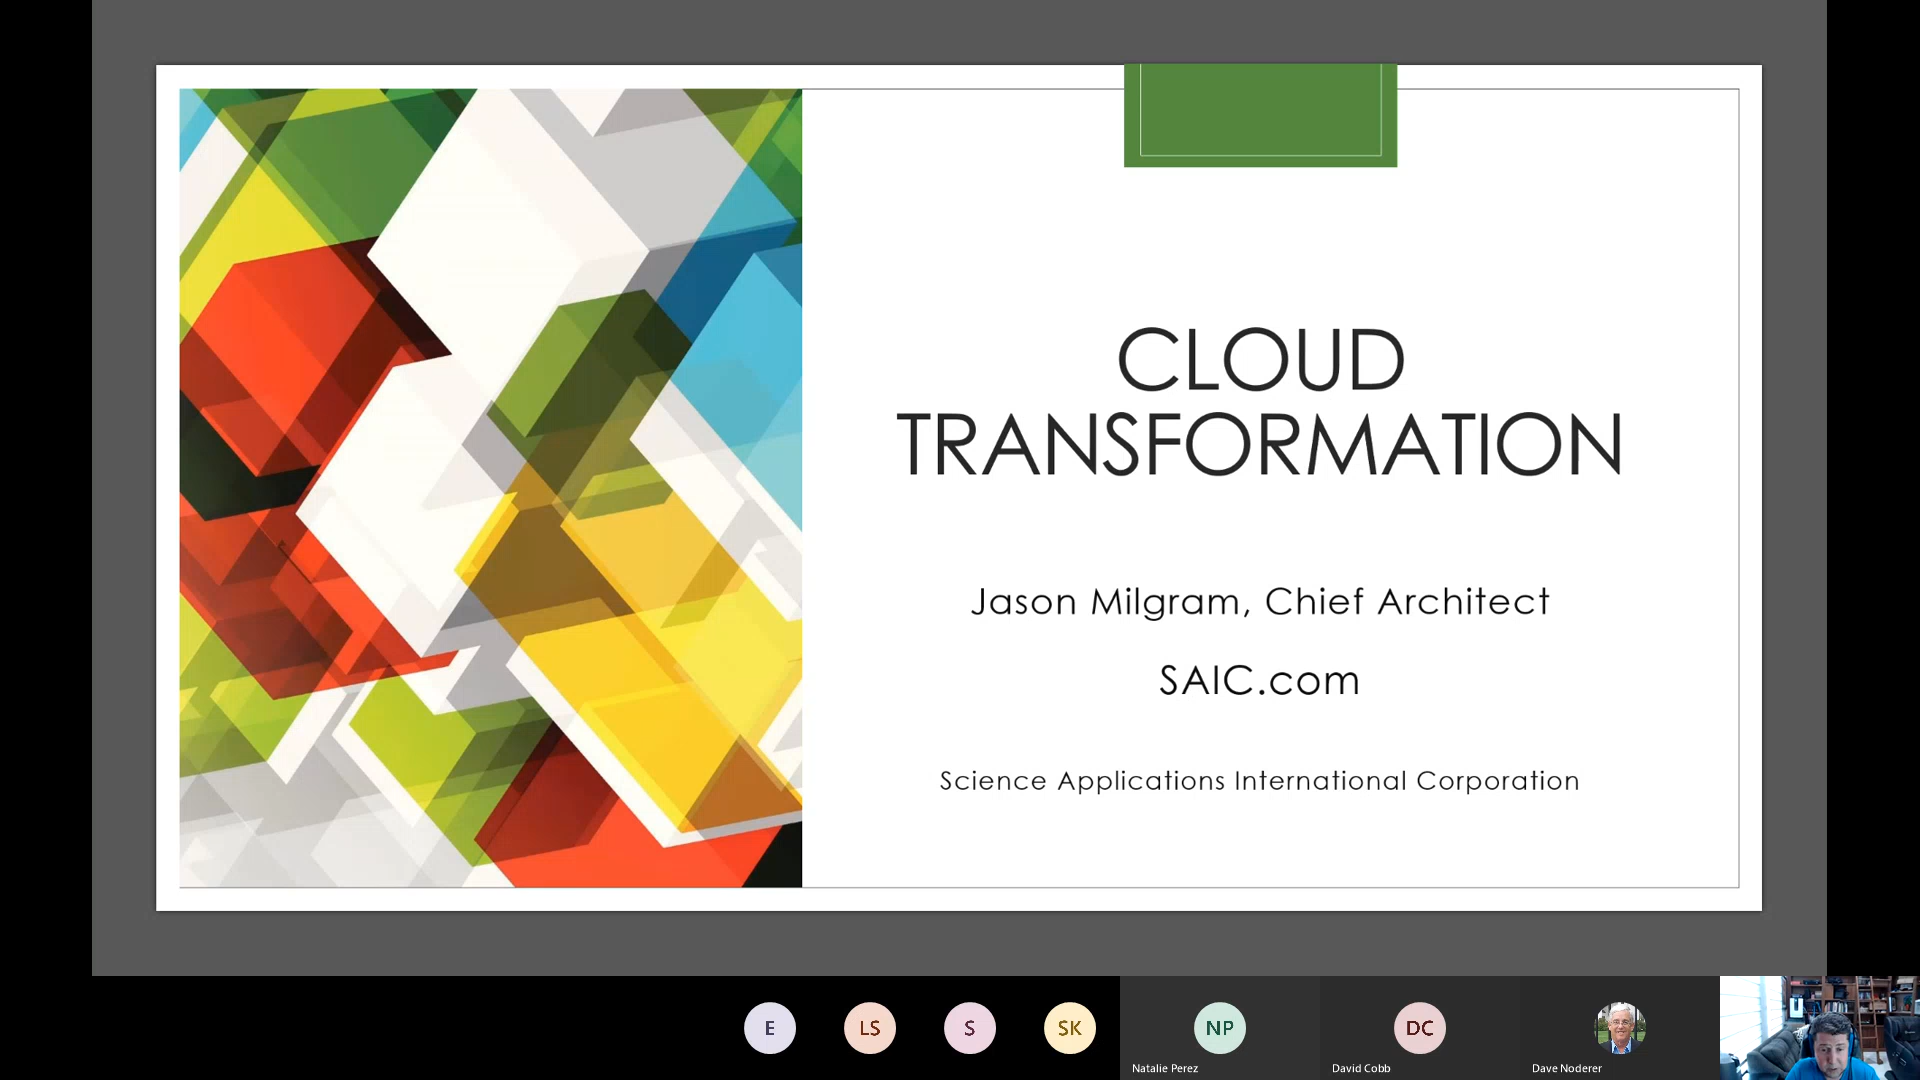 CLOUD
TRANSFORMATION
Jason Milgram, Chief Architect
SAIC.com
Science Applications International Corporation
E
LS
S
SK
NP
DC
Natalie Perez
David Cobb
Dave Noderer